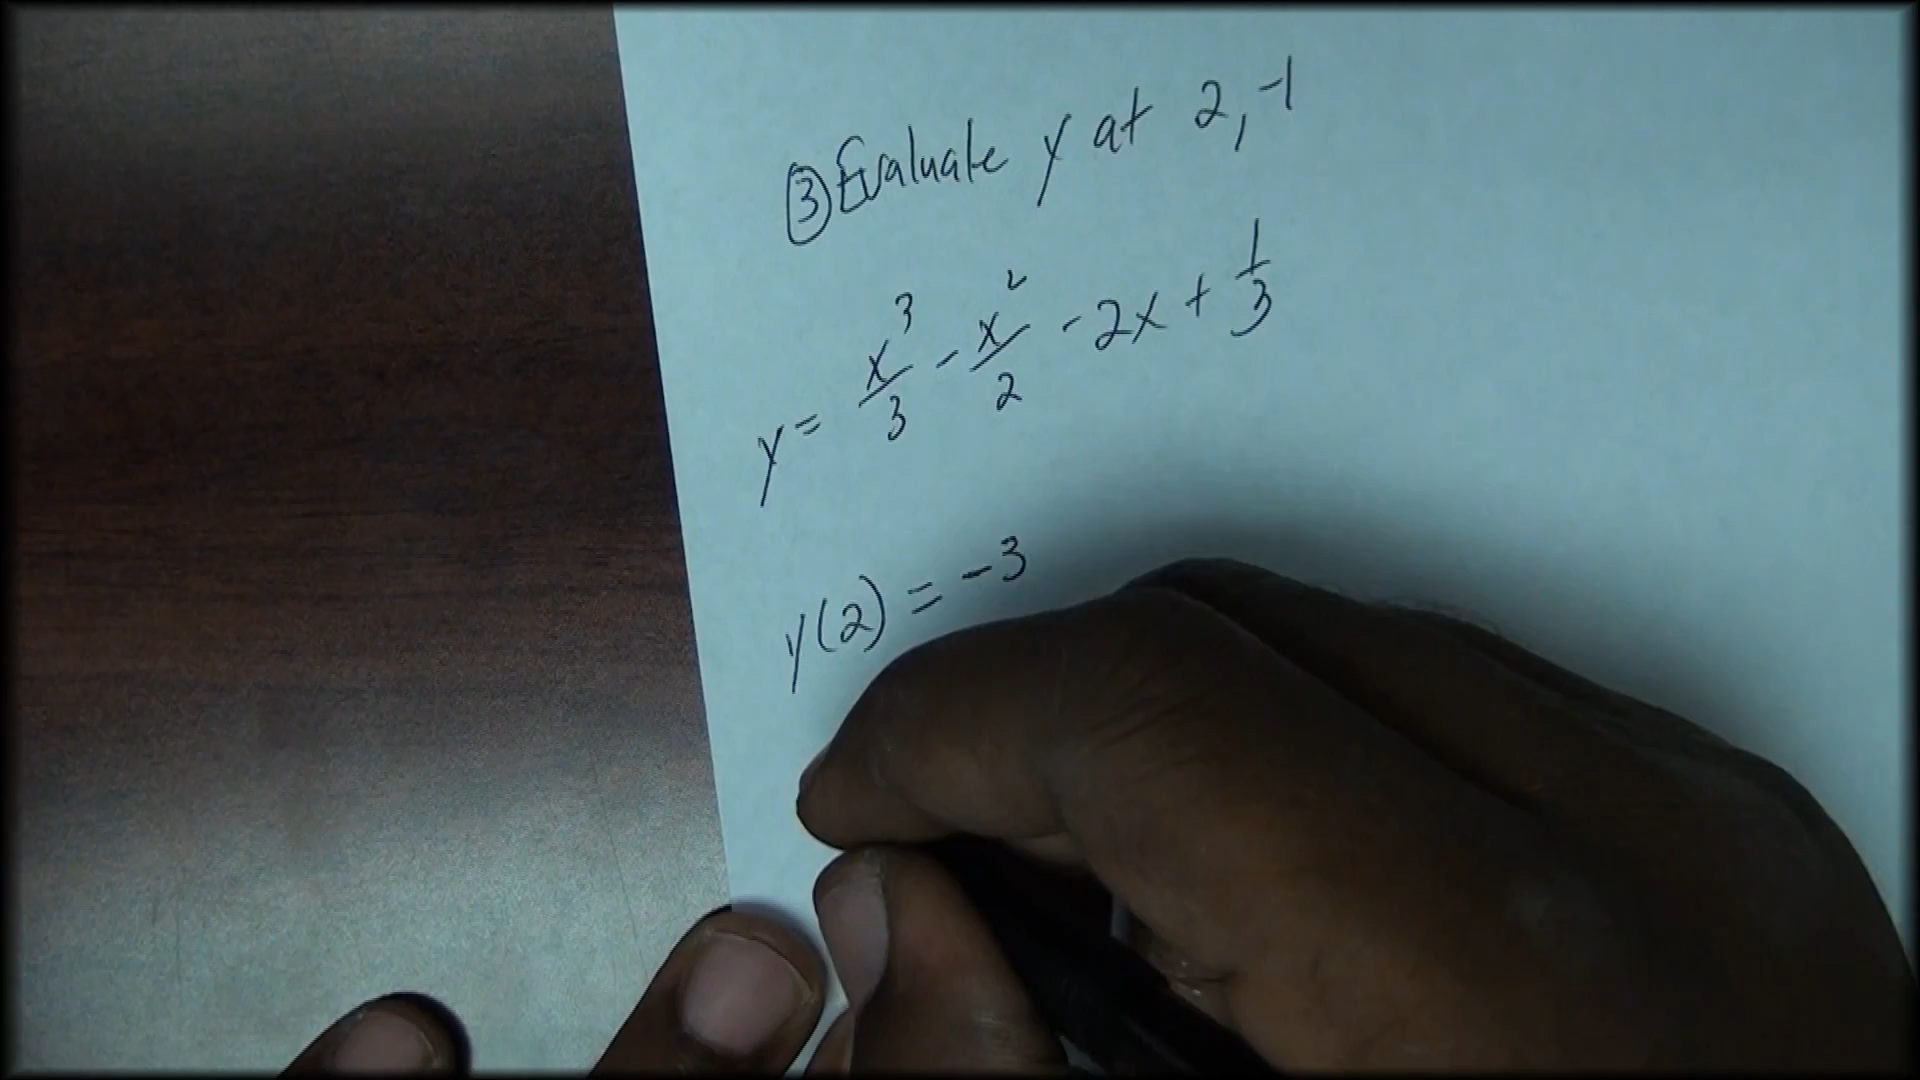 ③ Evaluate y at 2, -1
y = x³/3 - x²/2 - 2x + 1/3
y(2) = -3